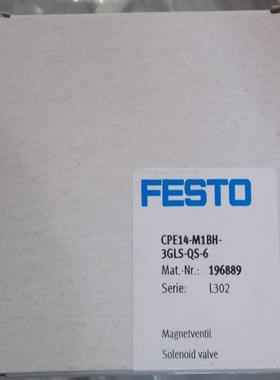 FESTO
CPE14-M1BH-
3GLS-QS-6
Mat.-Nr.: 196889
Serie: L302
Magnetventil
Solenoid valve